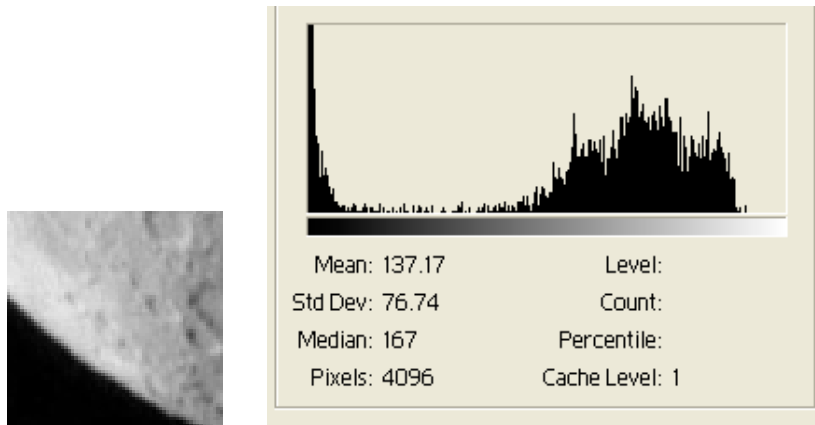 Mean: 137.17 Level:
Std Dev: 76.74 Count:
Median: 167 Percentile:
Pixels: 4096 Cache Level: 1